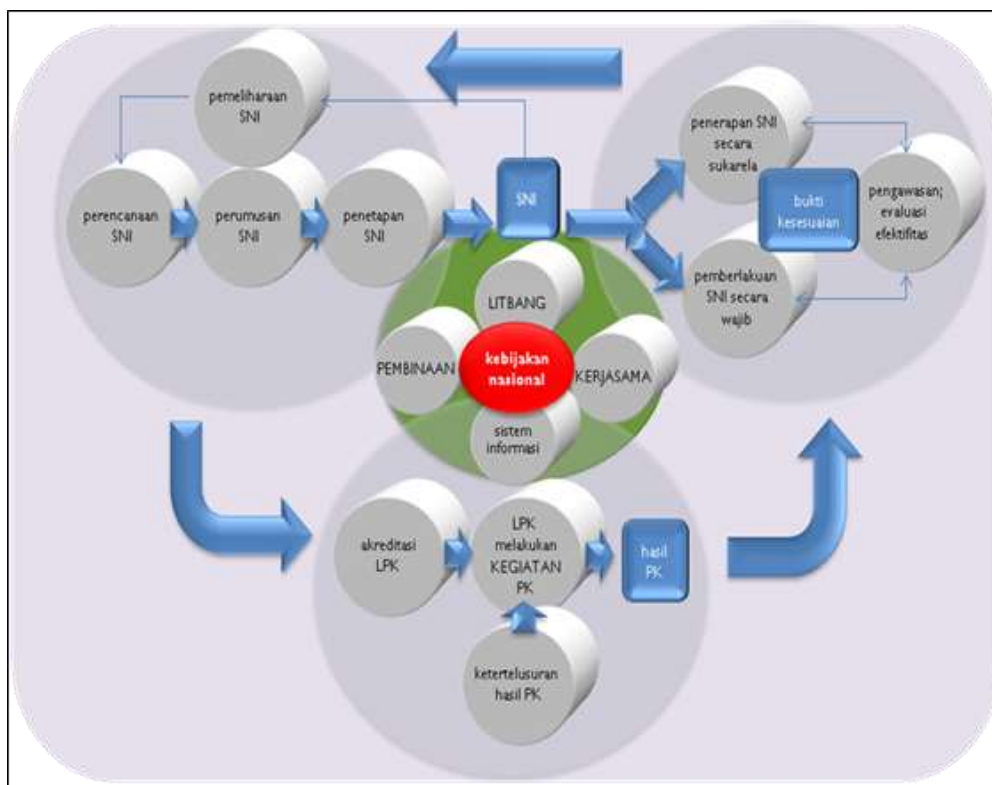 pemeliharaan
SNI
perencanaan
SNI
perumusan
SNI
penetapan
SNI
SNI
penerapan SNI
secara
sukarela
bukti
kesesuaian
pengawasan;
evaluasi
efektifitas
pemberlakuan
SNI secara
wajib
LITBANG
PEMBINAAN
kebijakan
nasional
KERJASAMA
sistem
informasi
akreditasi
LPK
LPK
melakukan
KEGIATAN
PK
hasil
PK
ketertelusuran
hasil PK